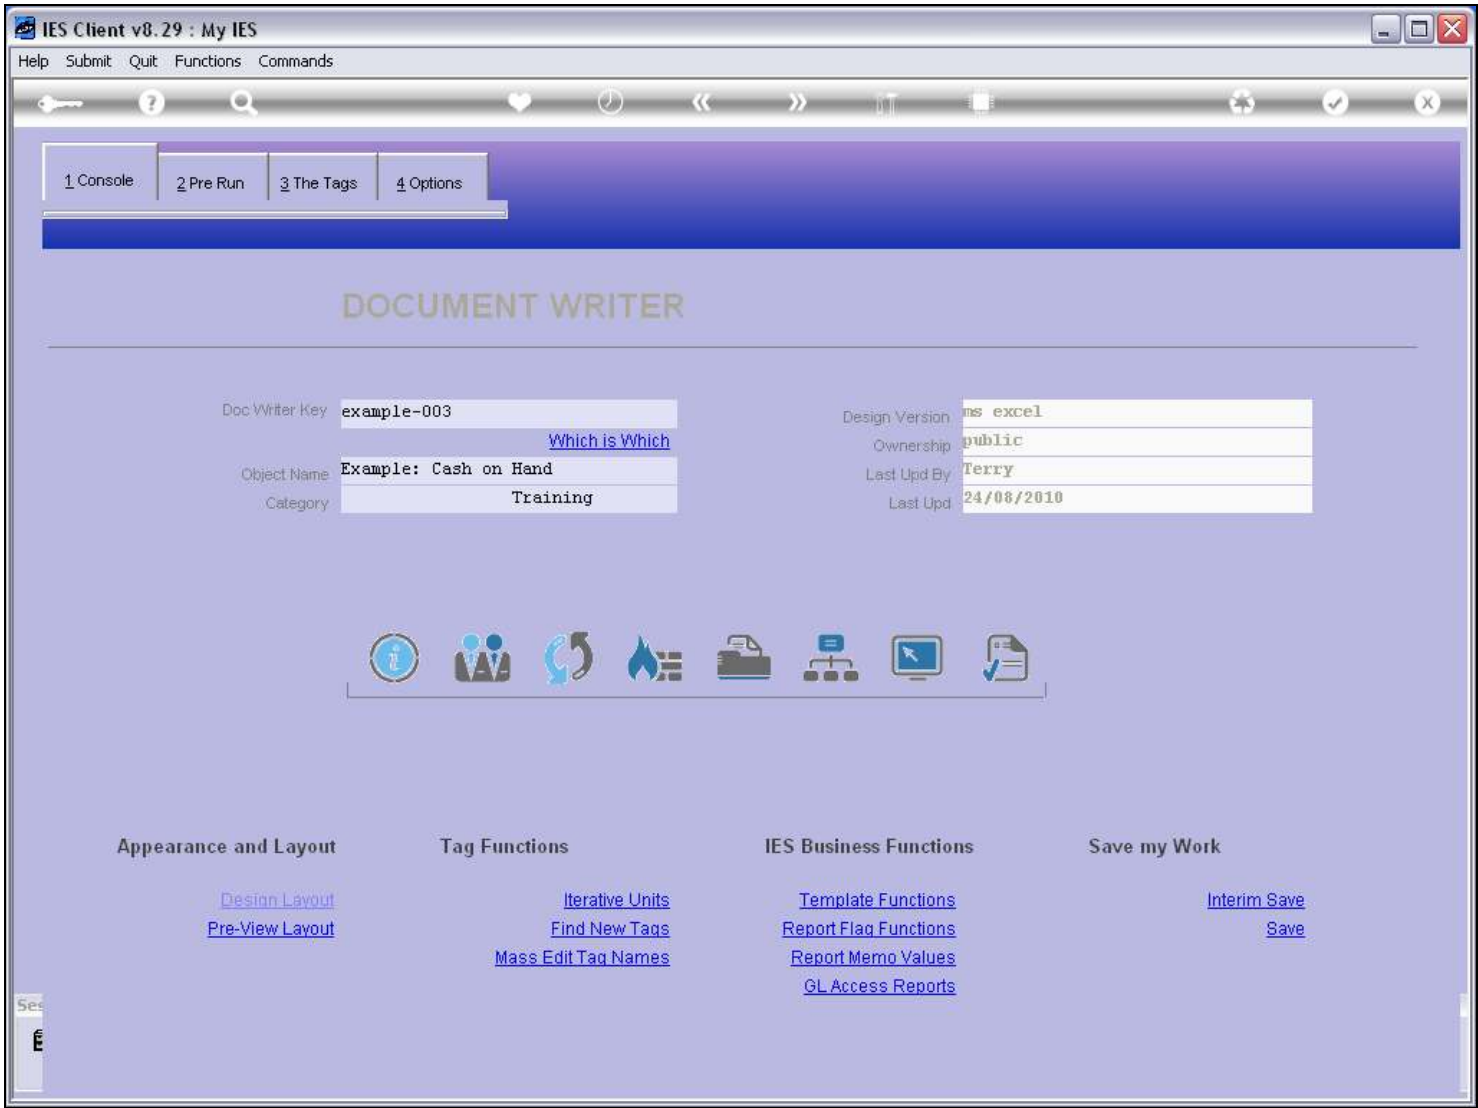 IES Client v8.29 : My IES
Help Submit Quit Functions Commands
1 Console
2 Pre Run
3 The Tags
4 Options
DOCUMENT WRITER
Doc Writer Key example-003
Which is Which
Object Name Example: Cash on Hand
Category Training
Design Version ms excel
Ownership public
Last Upd By Terry
Last Upd 24/08/2010
Appearance and Layout
Design Layout
Pre-View Layout
Tag Functions
Iterative Units
Find New Tags
Mass Edit Tag Names
IES Business Functions
Template Functions
Report Flag Functions
Report Memo Values
GL Access Reports
Save my Work
Interim Save
Save
Ses